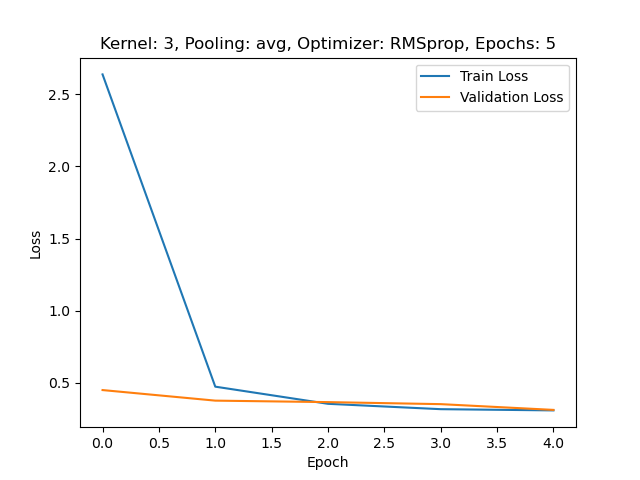 Kernel: 3, Pooling: avg, Optimizer: RMSprop, Epochs: 5
Train Loss
Validation Loss
2.5
2.0
1.5
1.0
0.5
Loss
0.0 0.5 1.0 1.5 2.0 2.5 3.0 3.5 4.0
Epoch